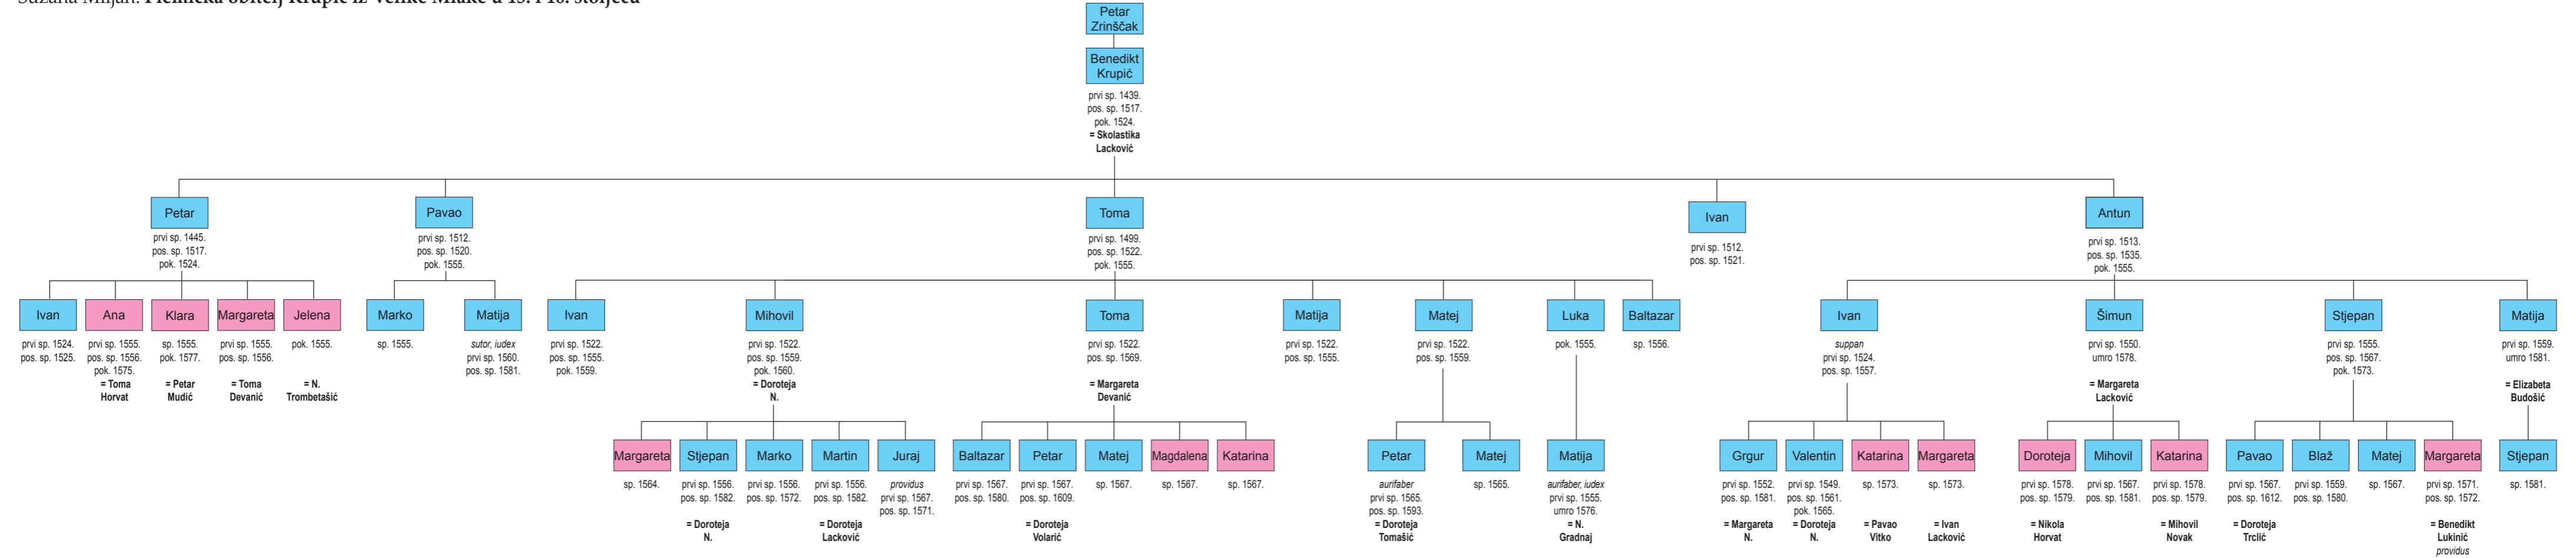 Suzana Miljan: Plemićka obitelj Krupić iz Velike Mlake u 15. i 16. stoljeću
Petar
Zrinščak
Benedikt
Krupić
prvi sp. 1439.
pos. sp. 1517.
pok. 1524.
= Skolastika
Lacković
Petar
prvi sp. 1445.
pos. sp. 1517.
pok. 1524.
Pavao
prvi sp. 1512.
pos. sp. 1520.
pok. 1555.
Toma
prvi sp. 1499.
pos. sp. 1522.
pok. 1555.
Ivan
prvi sp. 1512.
pos. sp. 1521.
Antun
prvi sp. 1513.
pos. sp. 1535.
pok. 1555.
Ivan
prvi sp. 1524.
pos. sp. 1525.
Ana
prvi sp. 1555.
pos. sp. 1556.
pok. 1575.
= Toma
Horvat
Klara
sp. 1555.
pok. 1577.
= Petar
Mudić
Margareta
prvi sp. 1555.
pos. sp. 1556.
= Toma
Devanić
Jelena
pok. 1555.
= N.
Trombetašić
Marko
sp. 1555.
Matija
sutor, iudex
prvi sp. 1560.
pos. sp. 1581.
Ivan
prvi sp. 1522.
pos. sp. 1555.
pok. 1559.
Mihovil
prvi sp. 1522.
pos. sp. 1559.
pok. 1560.
= Doroteja
N.
Toma
prvi sp. 1522.
pos. sp. 1569.
= Margareta
Devanić
Matija
prvi sp. 1522.
pos. sp. 1555.
Matej
prvi sp. 1522.
pos. sp. 1559.
Luka
pok. 1555.
Baltazar
sp. 1556.
Ivan
suppan
prvi sp. 1524.
pos. sp. 1557.
Šimun
prvi sp. 1550.
umro 1578.
= Margareta
Lacković
Stjepan
prvi sp. 1555.
pos. sp. 1567.
pok. 1573.
Matija
prvi sp. 1559.
umro 1581.
= Elizabeta
Budošić
Margareta
sp. 1564.
Stjepan
prvi sp. 1556.
pos. sp. 1582.
= Doroteja
N.
Marko
prvi sp. 1556.
pos. sp. 1572.
Martin
prvi sp. 1556.
pos. sp. 1582.
= Doroteja
Lacković
Juraj
providus
prvi sp. 1567.
pos. sp. 1571.
Baltazar
prvi sp. 1567.
pos. sp. 1580.
Petar
prvi sp. 1567.
pos. sp. 1609.
= Doroteja
Volarić
Matej
sp. 1567.
Magdalena
sp. 1567.
Katarina
sp. 1567.
Petar
aurifaber
prvi sp. 1565.
pos. sp. 1593.
= Doroteja
Tomašić
Matej
sp. 1565.
Matija
aurifaber, iudex
prvi sp. 1555.
umro 1576.
= N.
Gradnaj
Grgur
prvi sp. 1552.
pos. sp. 1581.
= Margareta
N.
Valentin
prvi sp. 1549.
pos. sp. 1561.
pok. 1565.
= Doroteja
N.
Katarina
sp. 1573.
= Pavao
Vitko
Margareta
sp. 1573.
= Ivan
Lacković
Doroteja
prvi sp. 1578.
pos. sp. 1579.
= Nikola
Horvat
Mihovil
prvi sp. 1567.
pos. sp. 1581.
Katarina
prvi sp. 1578.
pos. sp. 1579.
= Mihovil
Novak
Pavao
prvi sp. 1567.
pos. sp. 1612.
= Doroteja
Trclić
Blaž
prvi sp. 1559.
pos. sp. 1580.
Matej
sp. 1567.
Margareta
prvi sp. 1571.
pos. sp. 1572.
= Benedikt
Lukinić
providus
Stjepan
sp. 1581.